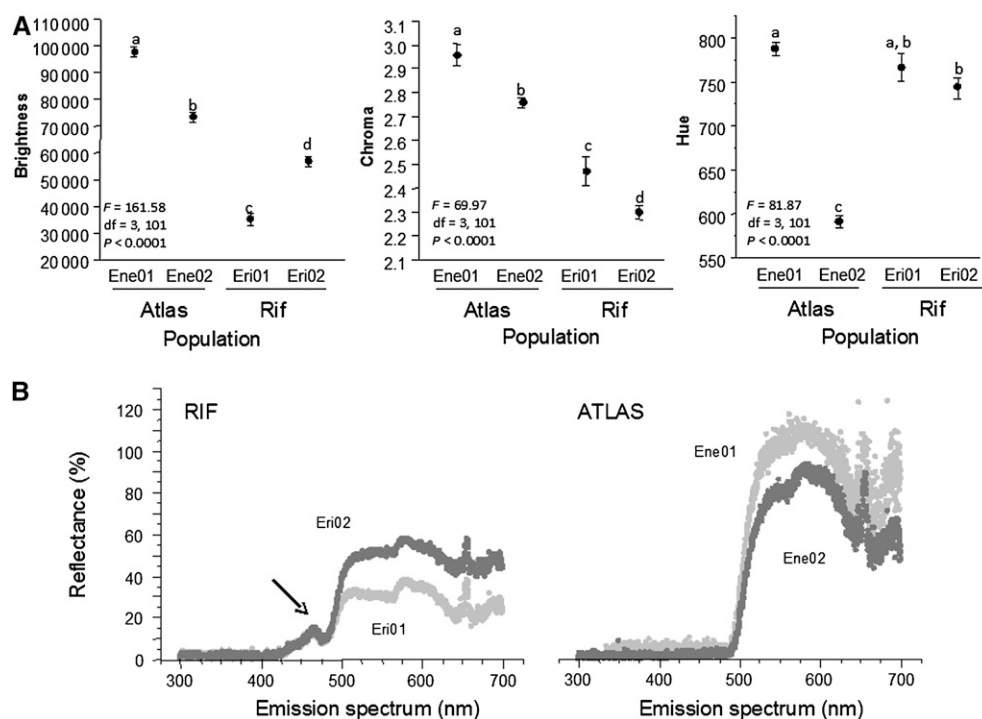 A
Brightness
110 000
100 000
90 000
80 000
70 000
60 000
50 000
40 000
30 000
20 000
a
b
c
d
F = 161.58
df = 3, 101
P < 0.0001
Ene01 Ene02 Eri01 Eri02
Atlas Rif
Population
Chroma
3.1
3.0
2.9
2.8
2.7
2.6
2.5
2.4
2.3
2.2
2.1
a
b
c
d
F = 69.97
df = 3, 101
P < 0.0001
Ene01 Ene02 Eri01 Eri02
Atlas Rif
Population
Hue
800
750
700
650
600
550
a
a, b
b
c
F = 81.87
df = 3, 101
P < 0.0001
Ene01 Ene02 Eri01 Eri02
Atlas Rif
Population
B
Reflectance (%)
120
100
80
60
40
20
0
RIF
Eri02
Eri01
300 400 500 600 700
Emission spectrum (nm)
ATLAS
Ene01
Ene02
300 400 500 600 700
Emission spectrum (nm)